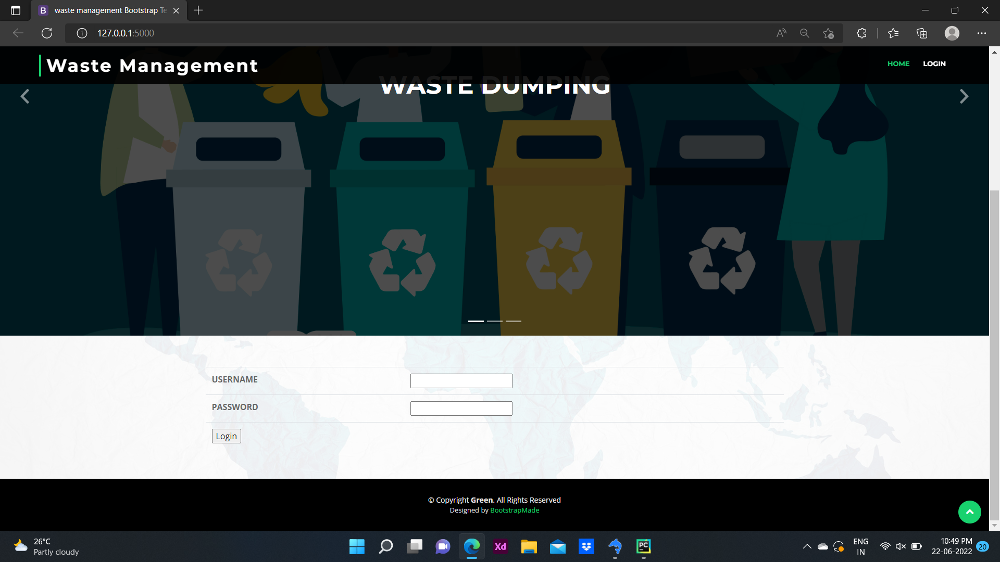 waste management Bootstrap Te
127.0.0.1:5000
Waste Management
HOME LOGIN
WASTE DUMPING
USERNAME
PASSWORD
Login
© Copyright Green. All Rights Reserved
Designed by BootstrapMade
26°C
Partly cloudy
Xd
PC
ENG
IN
10:49 PM
22-06-2022
20